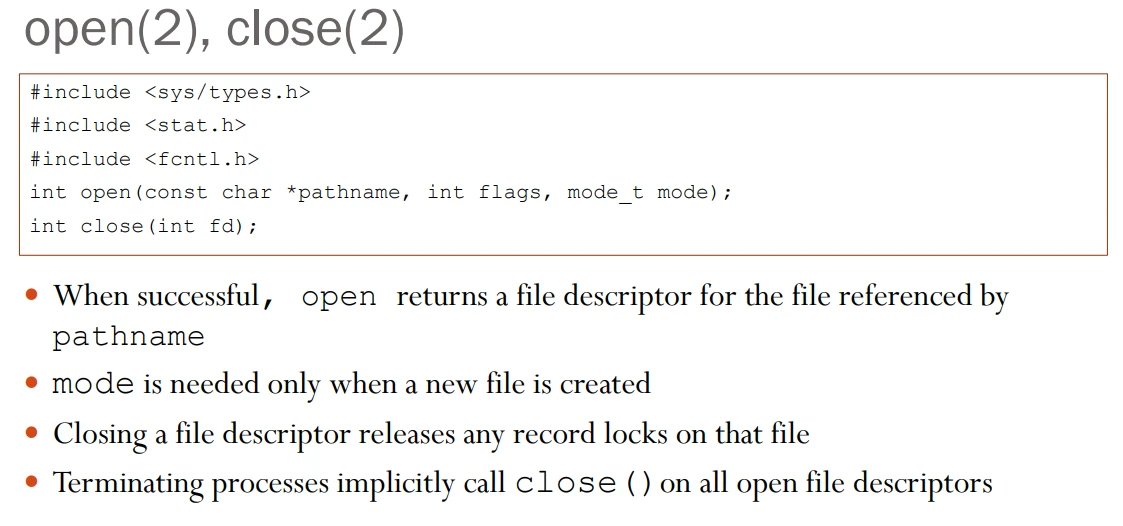 open(2), close(2)
#include <sys/types.h>
#include <stat.h>
#include <fcntl.h>
int open(const char *pathname, int flags, mode_t mode);
int close(int fd);
• When successful, open returns a file descriptor for the file referenced by
pathname
• mode is needed only when a new file is created
• Closing a file descriptor releases any record locks on that file
• Terminating processes implicitly call close() on all open file descriptors